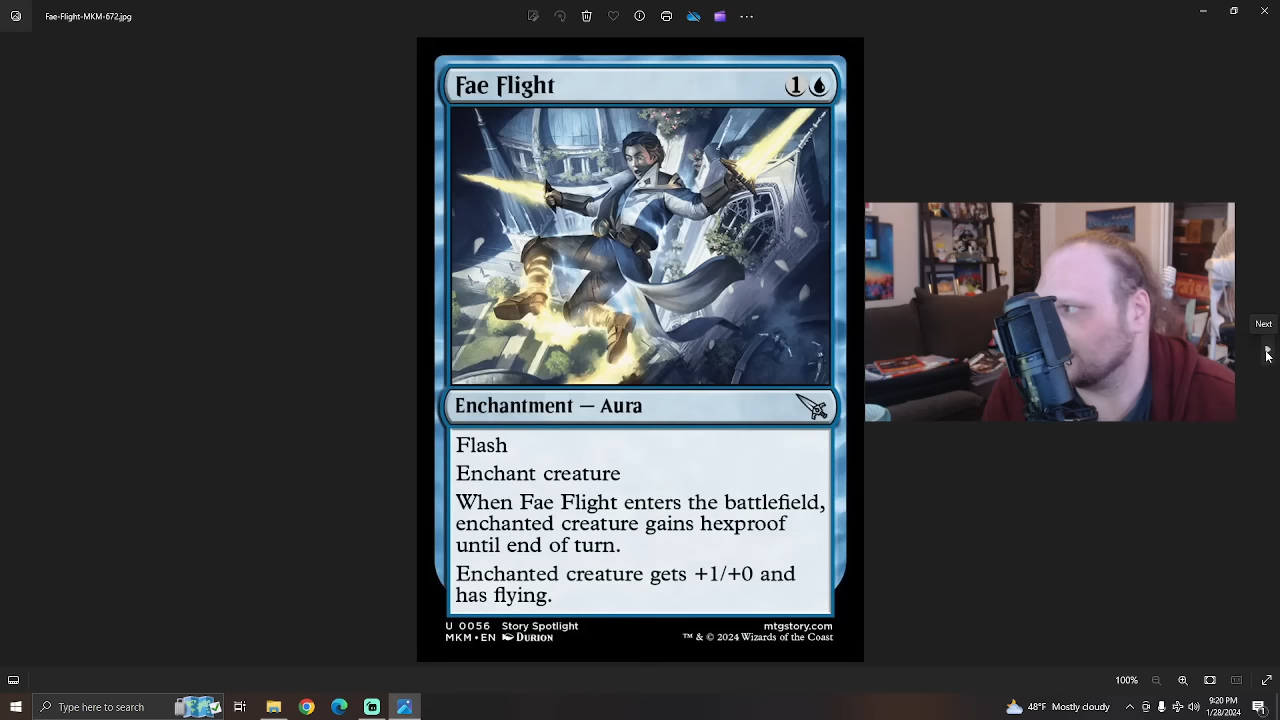 Fae-Flight-MKM-672.jpg
Fae Flight 1
Enchantment — Aura
Flash
Enchant creature
When Fae Flight enters the battlefield,
enchanted creature gains hexproof
until end of turn.
Enchanted creature gets +1/+0 and
has flying.
U 0056 Story Spotlight mtgstory.com
MKM • EN Durion ™ & © 2024 Wizards of the Coast
Next
100%
Type here to search
48°F Mostly cloudy
9:20 PM
1/28/2024